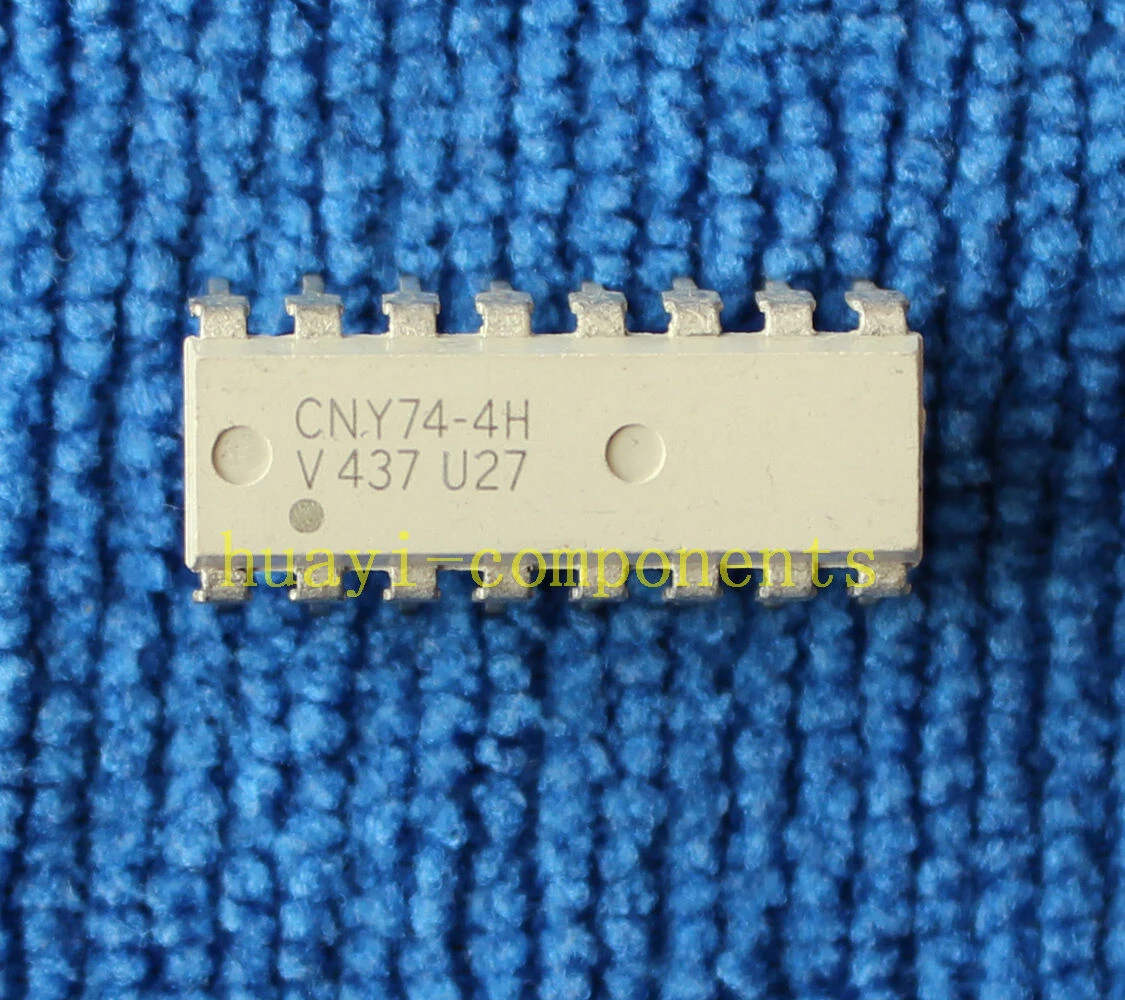 CNY74-4H
V 437 U27
huayi-components